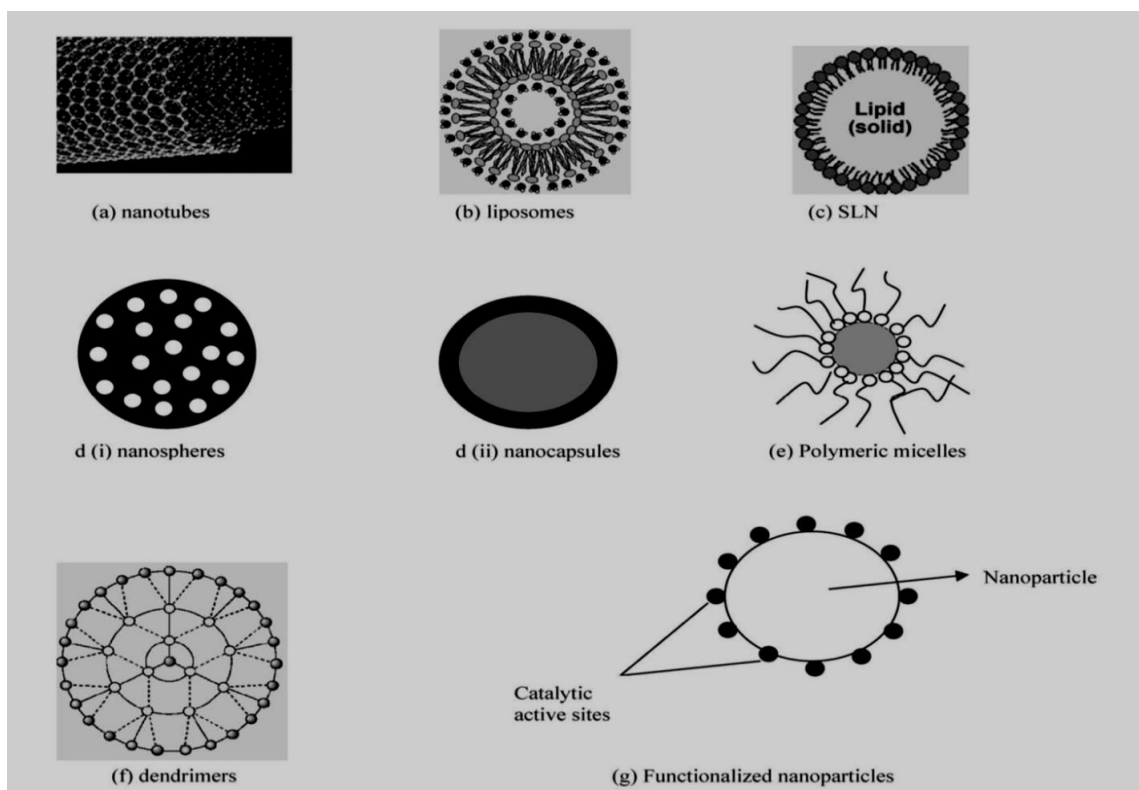 (a) nanotubes
(b) liposomes
Lipid
(solid)
(c) SLN
d (i) nanospheres
d (ii) nanocapsules
(e) Polymeric micelles
(f) dendrimers
Nanoparticle
Catalytic
active sites
(g) Functionalized nanoparticles